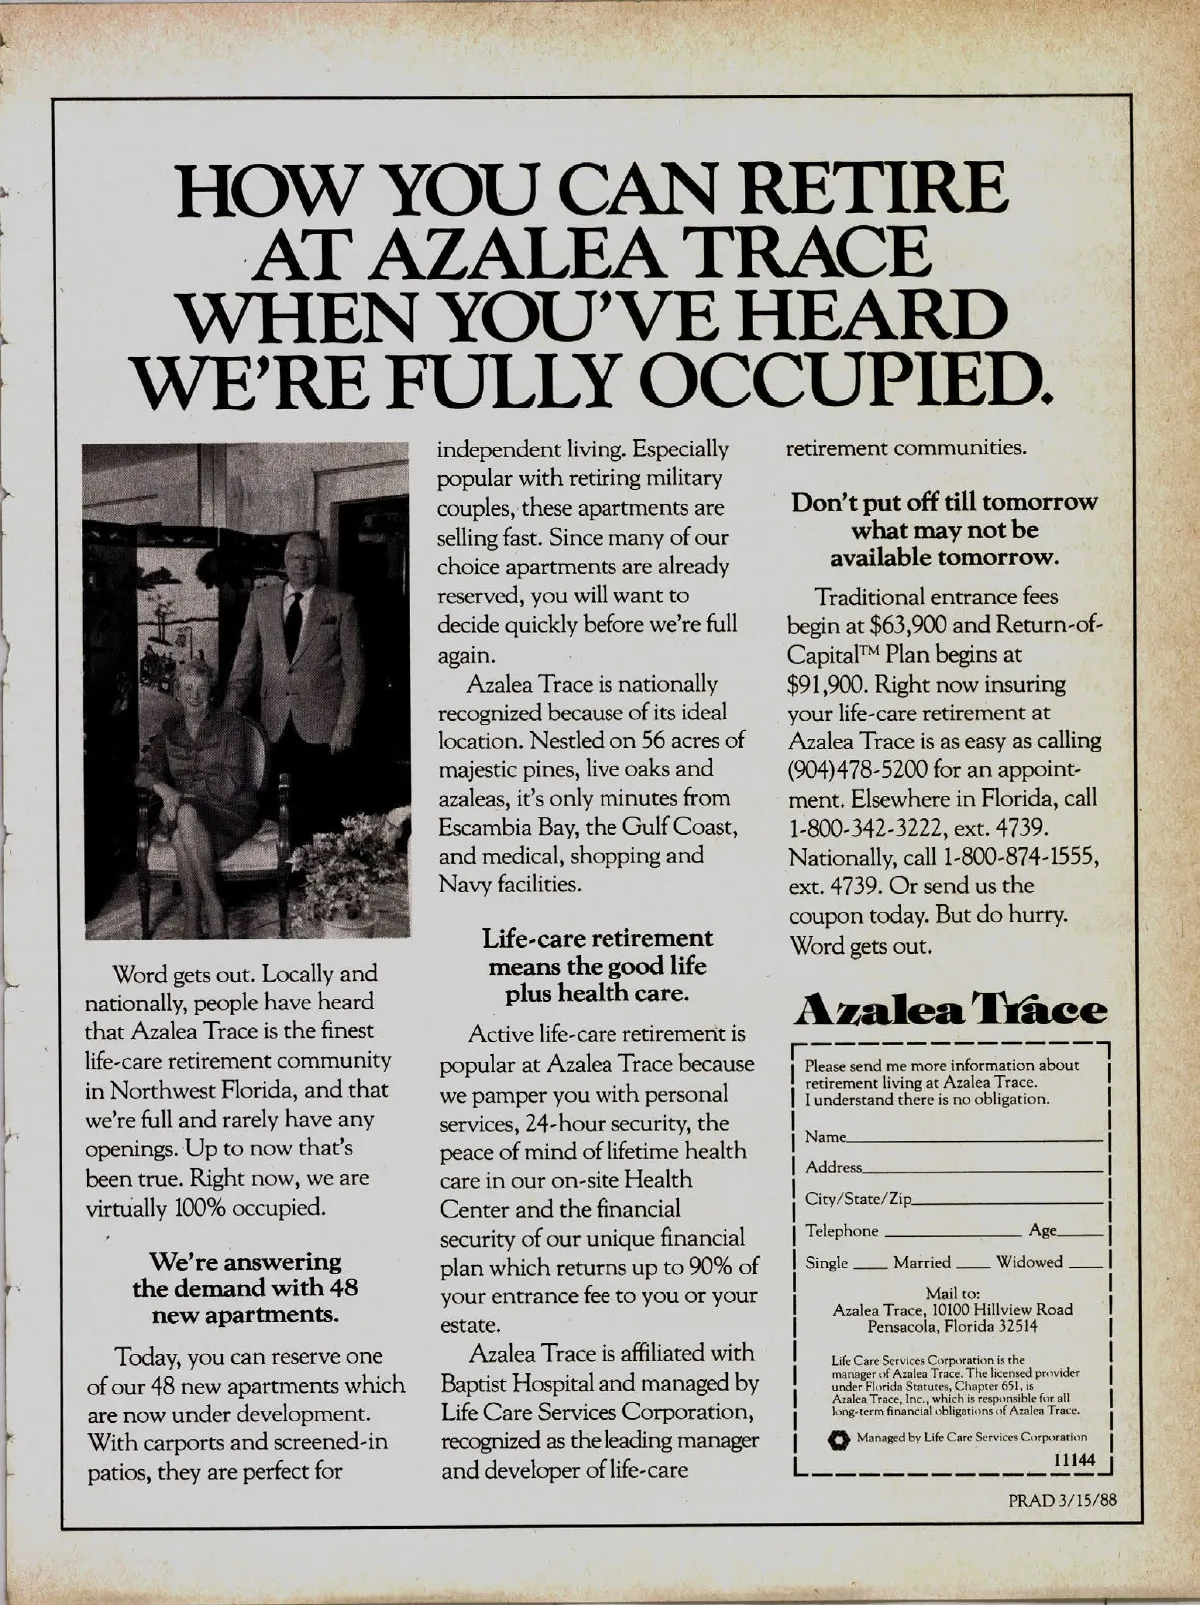 HOW YOU CAN RETIRE
AT AZALEA TRACE
WHEN YOU'VE HEARD
WE'RE FULLY OCCUPIED.
Word gets out. Locally and
nationally, people have heard
that Azalea Trace is the finest
life-care retirement community
in Northwest Florida, and that
we're full and rarely have any
openings. Up to now that's
been true. Right now, we are
virtually 100% occupied.
We're answering
the demand with 48
new apartments.
Today, you can reserve one
of our 48 new apartments which
are now under development.
With carports and screened-in
patios, they are perfect for
independent living. Especially
popular with retiring military
couples, these apartments are
selling fast. Since many of our
choice apartments are already
reserved, you will want to
decide quickly before we're full
again.
Azalea Trace is nationally
recognized because of its ideal
location. Nestled on 56 acres of
majestic pines, live oaks and
azaleas, it's only minutes from
Escambia Bay, the Gulf Coast,
and medical, shopping and
Navy facilities.
Life-care retirement
means the good life
plus health care.
Active life-care retirement is
popular at Azalea Trace because
we pamper you with personal
services, 24-hour security, the
peace of mind of lifetime health
care in our on-site Health
Center and the financial
security of our unique financial
plan which returns up to 90% of
your entrance fee to you or your
estate.
Azalea Trace is affiliated with
Baptist Hospital and managed by
Life Care Services Corporation,
recognized as the leading manager
and developer of life-care
retirement communities.
Don't put off till tomorrow
what may not be
available tomorrow.
Traditional entrance fees
begin at $63,900 and Return-of-
Capital™ Plan begins at
$91,900. Right now insuring
your life-care retirement at
Azalea Trace is as easy as calling
(904)478-5200 for an appoint-
ment. Elsewhere in Florida, call
1-800-342-3222, ext. 4739.
Nationally, call 1-800-874-1555,
ext. 4739. Or send us the
coupon today. But do hurry.
Word gets out.
Azalea Trace
Please send me more information about
retirement living at Azalea Trace.
I understand there is no obligation.
Name
Address
City/State/Zip
Telephone Age
Single Married Widowed
Mail to:
Azalea Trace, 10100 Hillview Road
Pensacola, Florida 32514
Life Care Services Corporation is the
manager of Azalea Trace. The licensed provider
under Florida Statutes, Chapter 651, is
Azalea Trace, Inc., which is responsible for all
long-term financial obligations of Azalea Trace.
Managed by Life Care Services Corporation
11144
PRAD 3/15/88